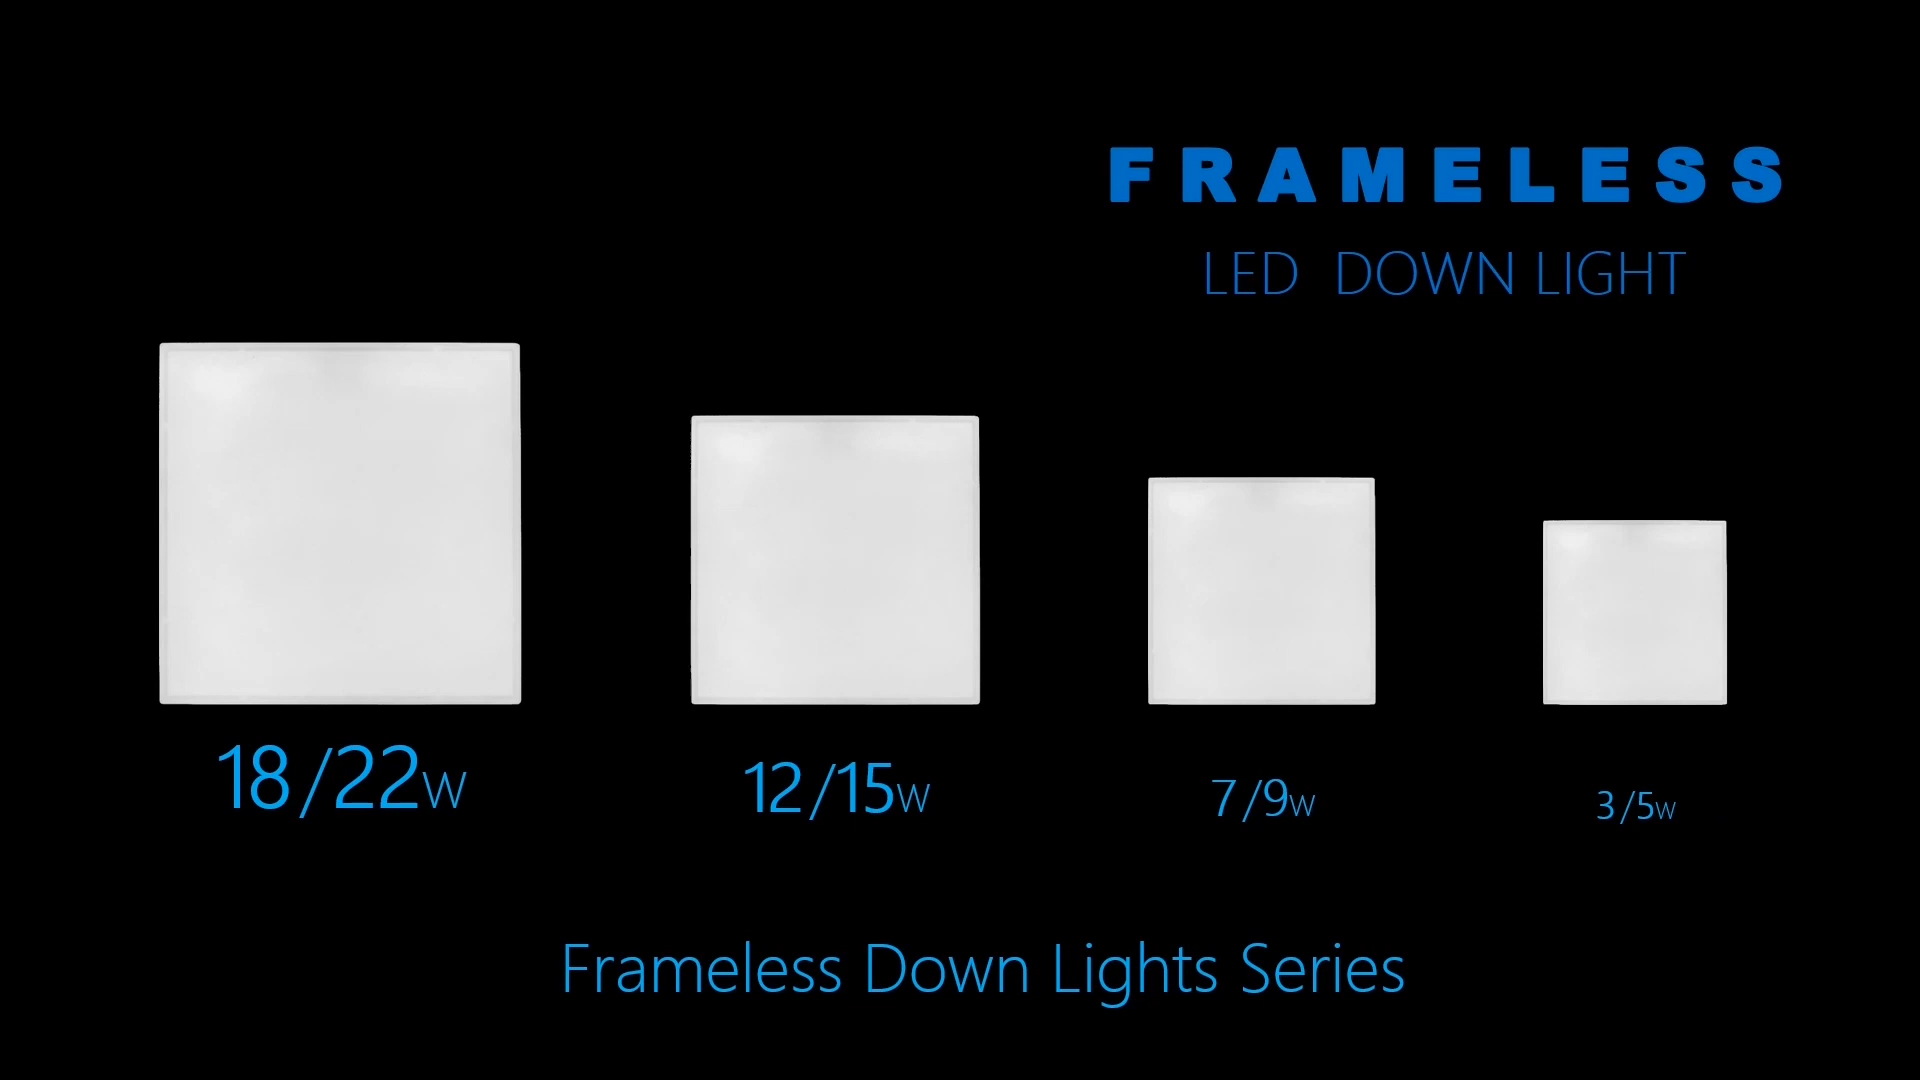 FRAMELESS
LED DOWN LIGHT
18/22W
12/15W
7/9W
3/5W
Frameless Down Lights Series